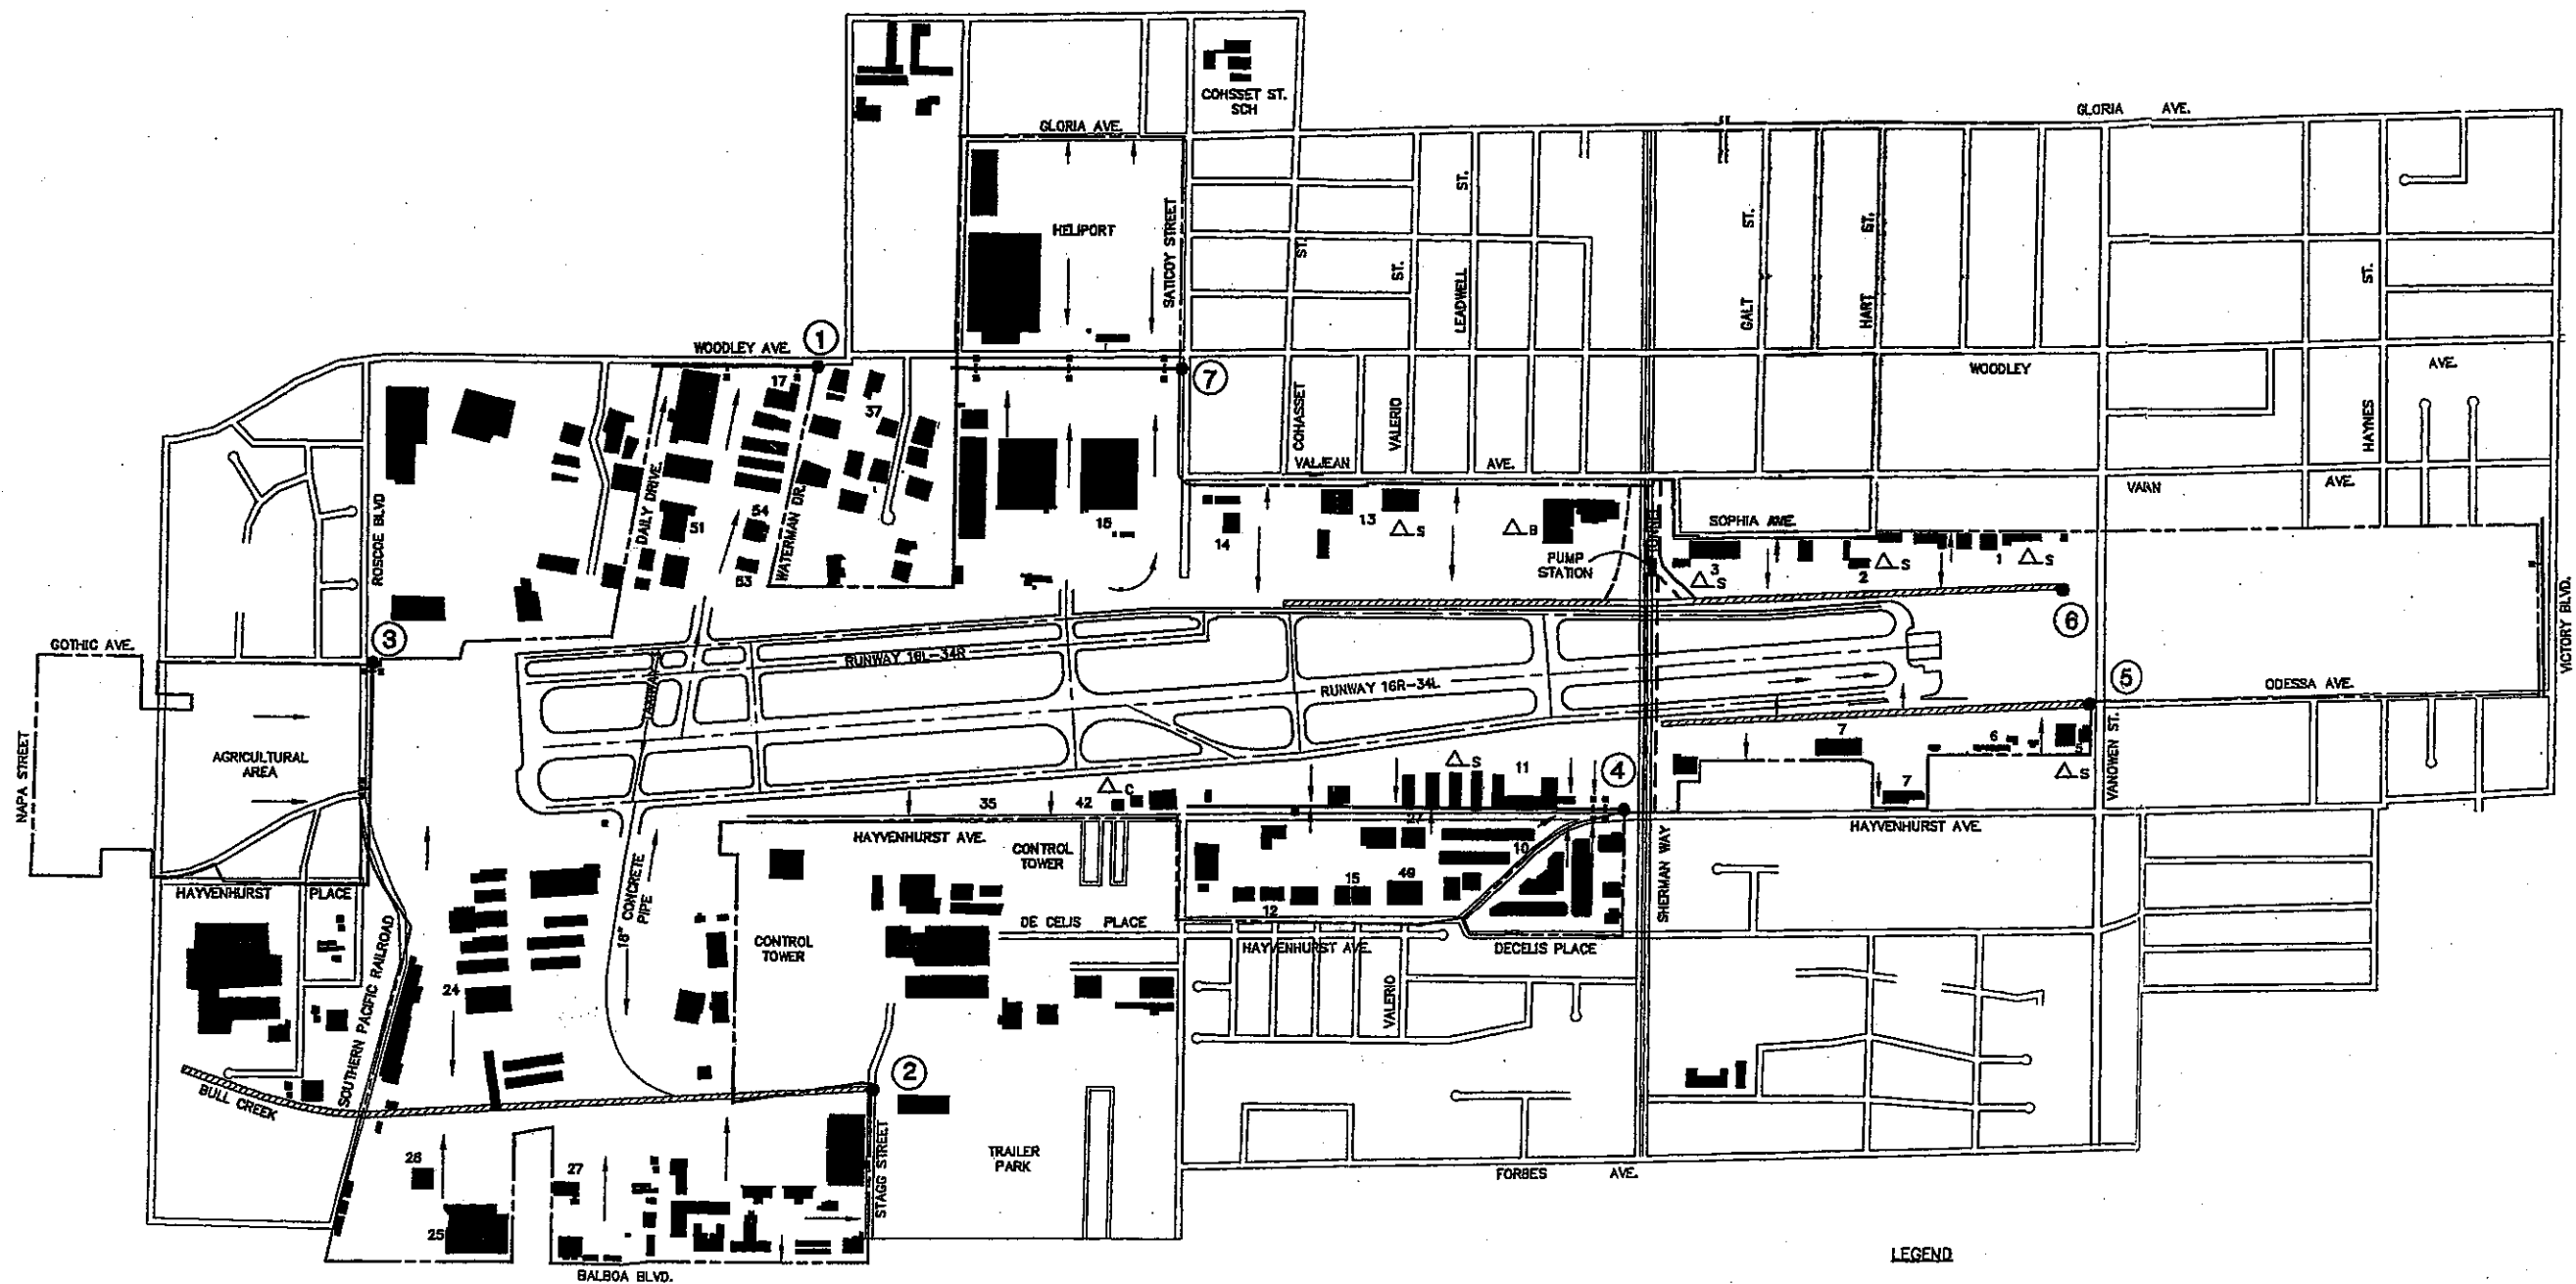 COHSSET ST.
SCH
GLORIA AVE.
GLORIA AVE.
HELIPORT
SATICOY STREET
ST.
ST.
ST.
LEADWELL
GALT
ST.
HART
ST.
ST.
WOODLEY AVE.
1
7
WOODLEY
AVE.
17
37
COHASSET
VALERIO
HAYNES
VALJEAN
AVE.
VAAN
AVE.
ROSCOE BLVD
DAILY DRIVE.
51
54
53
WATERMAN DR.
16
14
13
S
B
PUMP
STATION
TUNNEL
SOPHIA AVE.
3
S
2
S
1
S
6
VICTORY BLVD.
GOTHIC AVE.
3
RUNWAY 16L-34R
TAXIWAY
RUNWAY 16R-34L
5
ODESSA AVE.
NAPA STREET
AGRICULTURAL
AREA
7
6
5
S
VANOWEN ST.
S
11
4
7
C
35
42
HAYVENHURST AVE.
CONTROL
TOWER
HAYVENHURST AVE.
10
SHERMAN WAY
HAYVENHURST
PLACE
18" CONCRETE
PIPE
15
49
12
DE CELIS PLACE
CONTROL
TOWER
HAYVENHURST AVE.
DECELIS PLACE
SOUTHERN PACIFIC RAILROAD
24
VALERIO
2
BULL CREEK
STAGG STREET
TRAILER
PARK
26
27
25
FORBES
AVE.
BALBOA BLVD.
LEGEND